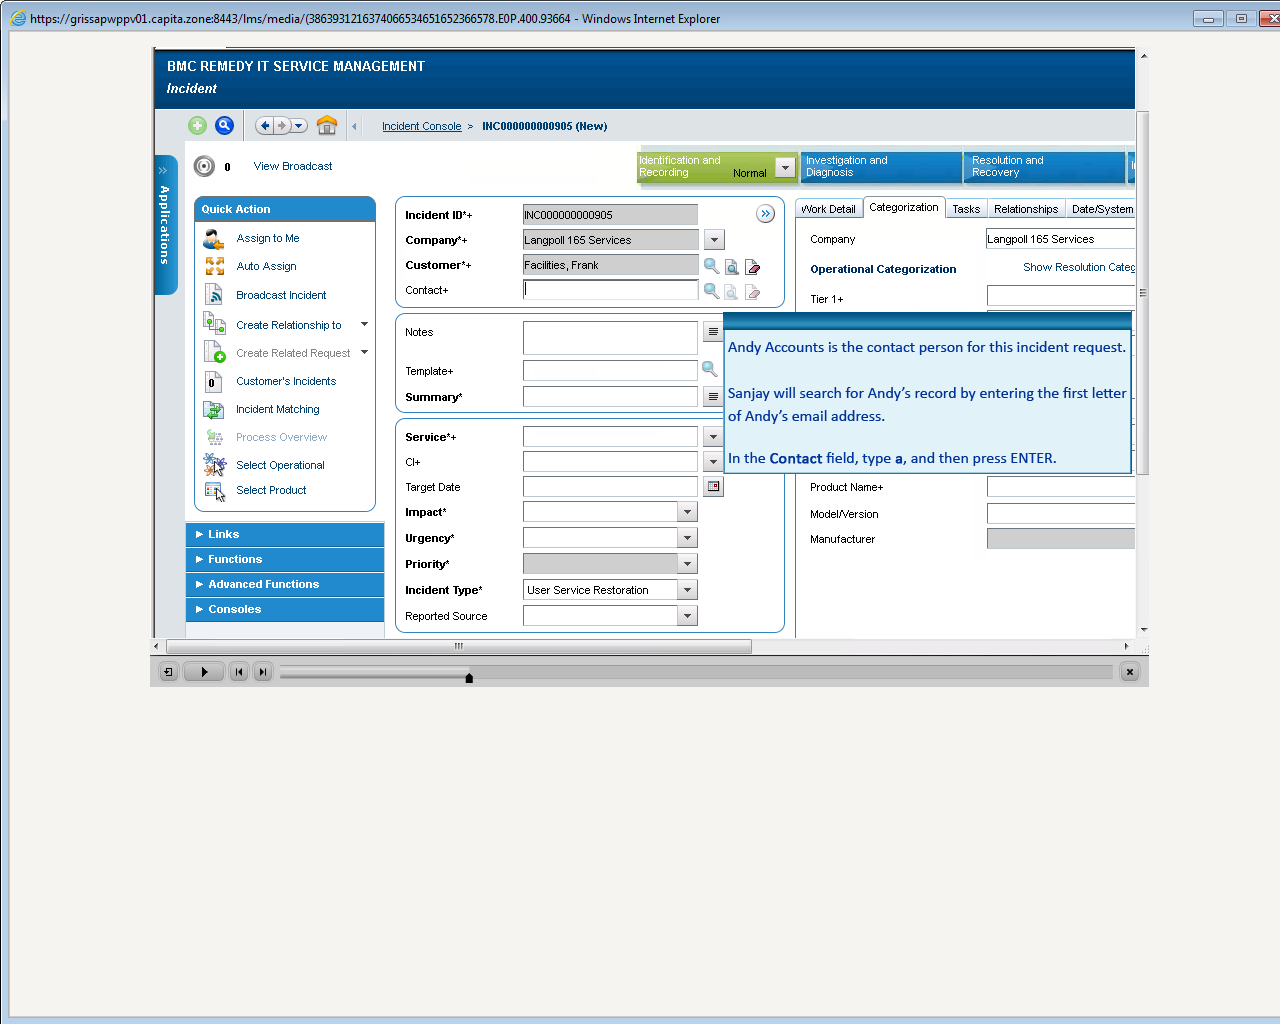 https://grissapwppv01.capita.zone:8443/lms/media/(3863931216374066534651652366578.E0P.400.93664 - Windows Internet Explorer
BMC REMEDY IT SERVICE MANAGEMENT
Incident
Incident Console > INC000000000905 (New)
Applications
0 View Broadcast
Identification and Recording Normal
Investigation and Diagnosis
Resolution and Recovery
Quick Action
Assign to Me
Auto Assign
Broadcast Incident
Create Relationship to
Create Related Request
0 Customer's Incidents
Incident Matching
Process Overview
Select Operational
Select Product
Links
Functions
Advanced Functions
Consoles
Incident ID*+ INC000000000905
Company*+ Langpoll 165 Services
Customer*+ Facilities, Frank
Contact+
Notes
Template+
Summary*
Service*+
CI+
Target Date
Impact*
Urgency*
Priority*
Incident Type* User Service Restoration
Reported Source
Work Detail Categorization Tasks Relationships Date/System
Company Langpoll 165 Services
Operational Categorization Show Resolution Categ
Tier 1+
Andy Accounts is the contact person for this incident request.
Sanjay will search for Andy’s record by entering the first letter
of Andy’s email address.
In the Contact field, type a, and then press ENTER.
Product Name+
Model/Version
Manufacturer